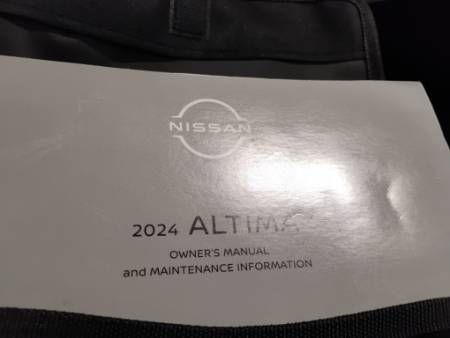 NISSAN
2024 ALTIMA
OWNER'S MANUAL
and MAINTENANCE INFORMATION